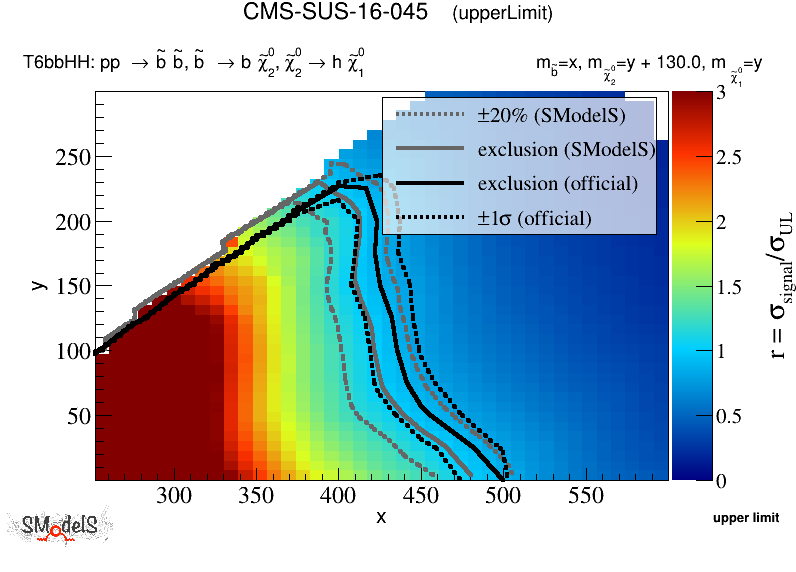 CMS-SUS-16-045 (upperLimit)
T6bbHH: pp → b̃ b̃, b̃ → b χ̃⁰₂, χ̃⁰₂ → h χ̃⁰₁
m_b̃=x, m_χ̃⁰₂=y + 130.0, m_χ̃⁰₁=y
±20% (SModelS)
exclusion (SModelS)
exclusion (official)
±1σ (official)
250
200
150
100
50
y
300 350 400 450 500 550
x
3
2.5
2
1.5
1
0.5
0
r = σ_signal/σ_UL
SModelS
upper limit